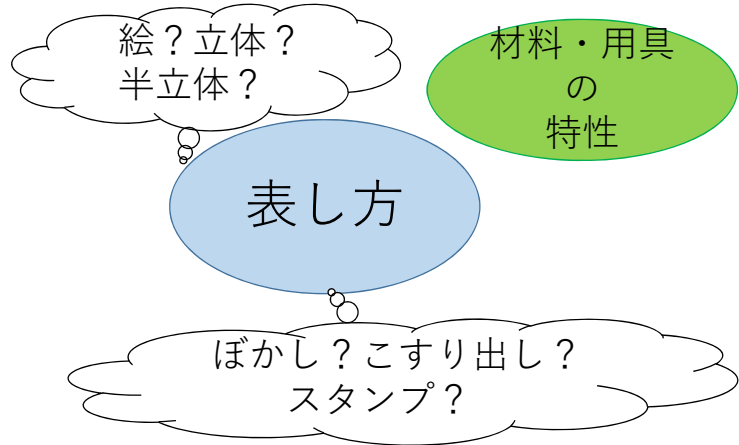 絵？立体？
半立体？
材料・用具
の
特性
表し方
ぼかし？こすり出し？
スタンプ？